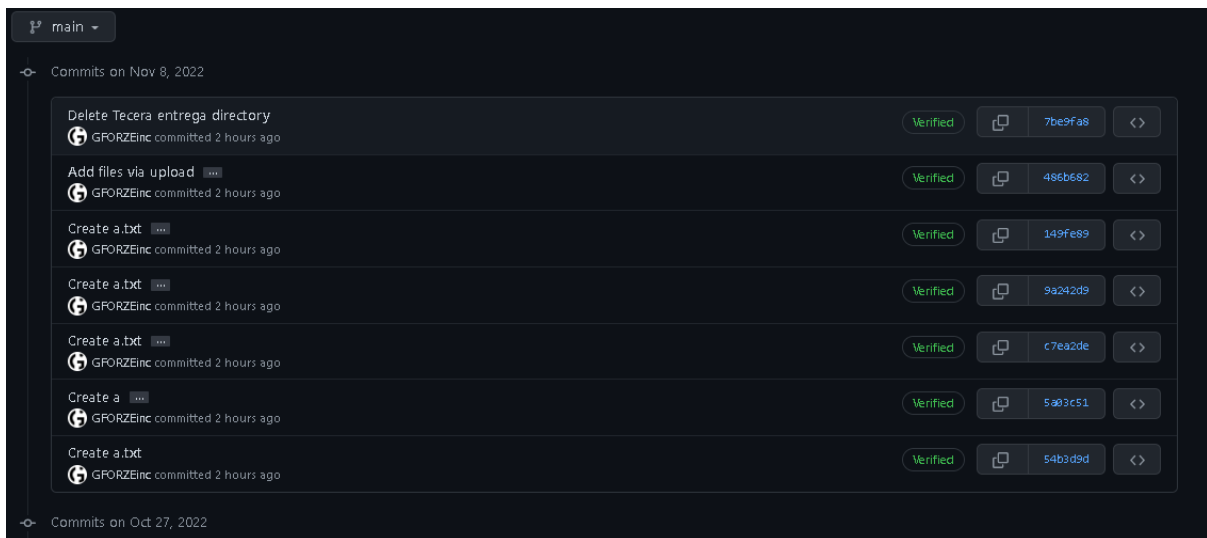 main
Commits on Nov 8, 2022
Delete Tecera entrega directory
GFORZEinc committed 2 hours ago
Verified
7be9fa8
Add files via upload ...
GFORZEinc committed 2 hours ago
Verified
486b682
Create a.txt ...
GFORZEinc committed 2 hours ago
Verified
149fe89
Create a.txt ...
GFORZEinc committed 2 hours ago
Verified
9a242d9
Create a.txt ...
GFORZEinc committed 2 hours ago
Verified
c7ea2de
Create a ...
GFORZEinc committed 2 hours ago
Verified
5a03c51
Create a.txt
GFORZEinc committed 2 hours ago
Verified
54b3d9d
Commits on Oct 27, 2022